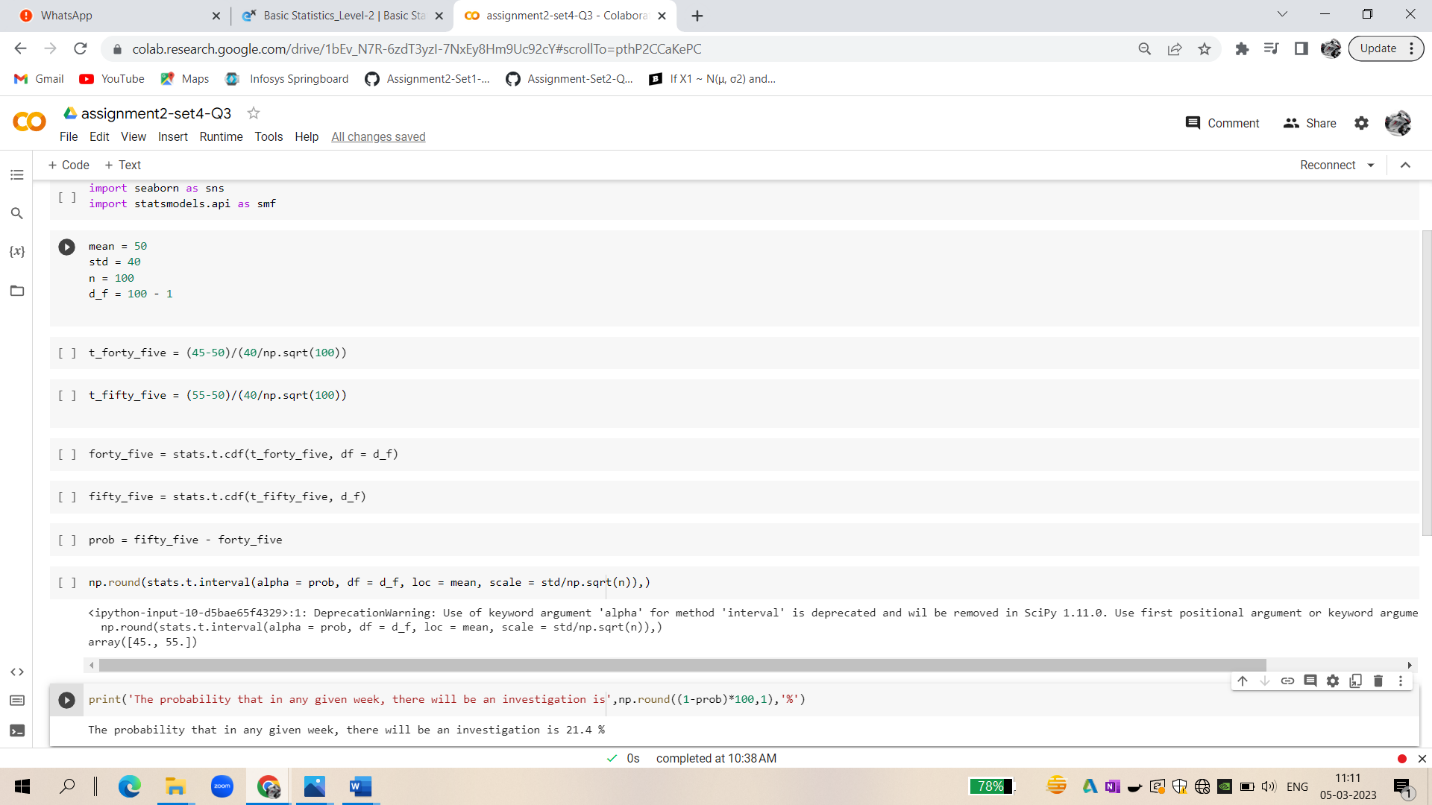 WhatsApp
Basic Statistics_Level-2 | Basic Sta
assignment2-set4-Q3 - Colabora
colab.research.google.com/drive/1bEv_N7R-6zdT3yzI-7NxEy8Hm9Uc92cY#scrollTo=pthP2CCaKePC
Update
Gmail
YouTube
Maps
Infosys Springboard
Assignment2-Set1-...
Assignment-Set2-Q...
If X1 ~ N(μ, σ2) and...
assignment2-set4-Q3
File Edit View Insert Runtime Tools Help All changes saved
Comment
Share
+ Code + Text
Reconnect
import seaborn as sns
[ ] import statsmodels.api as smf
mean = 50
std = 40
n = 100
d_f = 100 - 1
[ ] t_forty_five = (45-50)/(40/np.sqrt(100))
[ ] t_fifty_five = (55-50)/(40/np.sqrt(100))
[ ] forty_five = stats.t.cdf(t_forty_five, df = d_f)
[ ] fifty_five = stats.t.cdf(t_fifty_five, d_f)
[ ] prob = fifty_five - forty_five
[ ] np.round(stats.t.interval(alpha = prob, df = d_f, loc = mean, scale = std/np.sqrt(n)),)
<ipython-input-10-d5bae65f4329>:1: DeprecationWarning: Use of keyword argument 'alpha' for method 'interval' is deprecated and wil be removed in SciPy 1.11.0. Use first positional argument or keyword argume
np.round(stats.t.interval(alpha = prob, df = d_f, loc = mean, scale = std/np.sqrt(n)),)
array([45., 55.])
print('The probability that in any given week, there will be an investigation is',np.round((1-prob)*100,1),'%')
The probability that in any given week, there will be an investigation is 21.4 %
0s completed at 10:38 AM
zoom
78%
ENG
11:11
05-03-2023
1